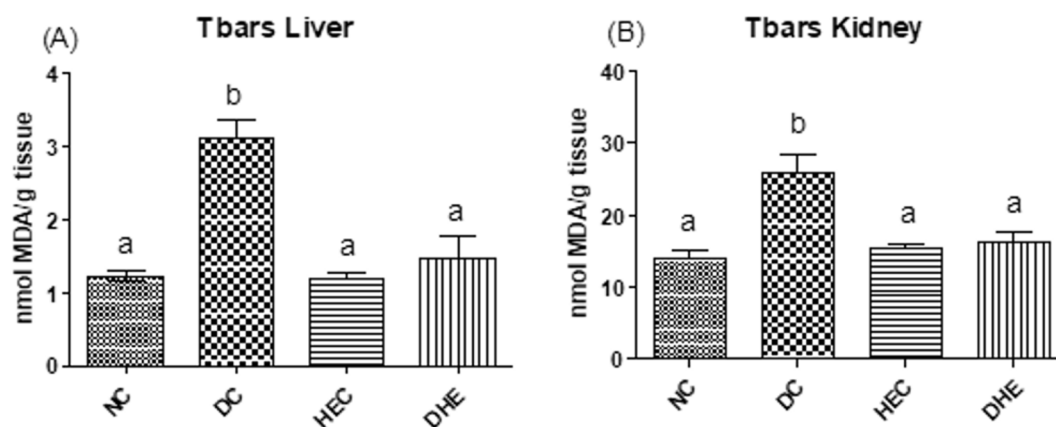 (A)
Tbars Liver
nmol MDA/g tissue
4
3
2
1
0
a
b
a
a
NC
DC
HEC
DHE
(B)
Tbars Kidney
nmol MDA/g tissue
40
30
20
10
0
a
b
a
a
NC
DC
HEC
DHE